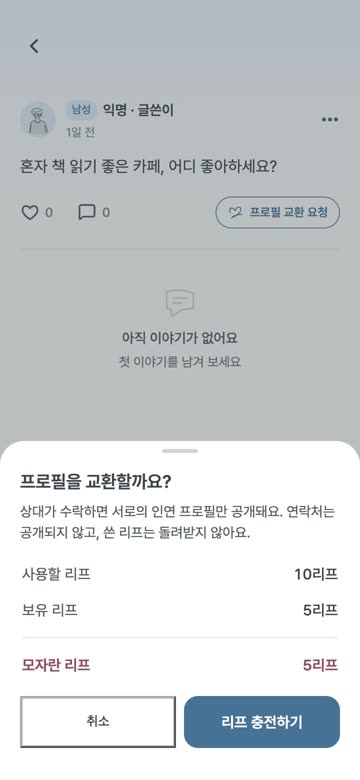 남성 익명 · 글쓴이
1일 전
혼자 책 읽기 좋은 카페, 어디 좋아하세요?
0 0 프로필 교환 요청
아직 이야기가 없어요
첫 이야기를 남겨 보세요
프로필을 교환할까요?
상대가 수락하면 서로의 인연 프로필만 공개돼요. 연락처는
공개되지 않고, 쓴 리프는 돌려받지 않아요.
사용할 리프 10리프
보유 리프 5리프
모자란 리프 5리프
취소 리프 충전하기